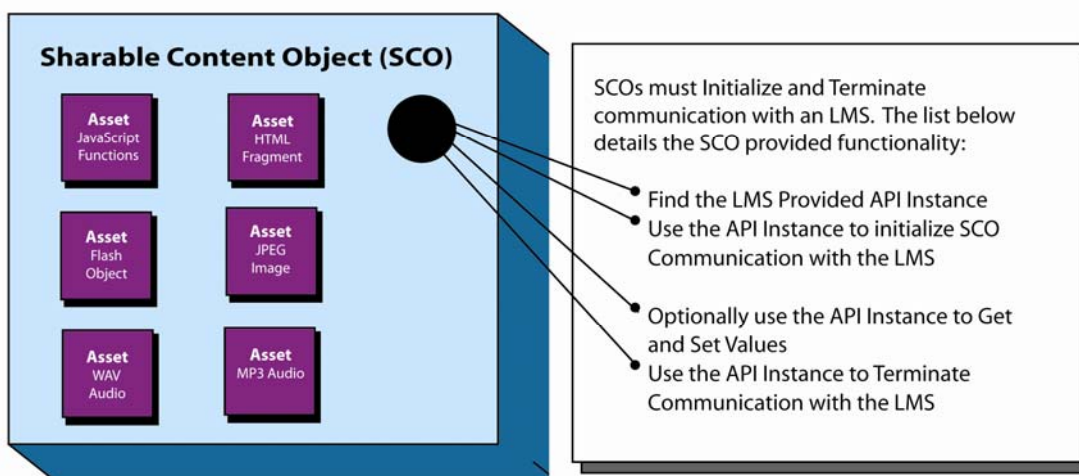 Sharable Content Object (SCO)
Asset
JavaScript
Functions
Asset
HTML
Fragment
Asset
Flash
Object
Asset
JPEG
Image
Asset
WAV
Audio
Asset
MP3 Audio
SCOs must Initialize and Terminate
communication with an LMS. The list below
details the SCO provided functionality:
Find the LMS Provided API Instance
Use the API Instance to initialize SCO
Communication with the LMS
Optionally use the API Instance to Get
and Set Values
Use the API Instance to Terminate
Communication with the LMS